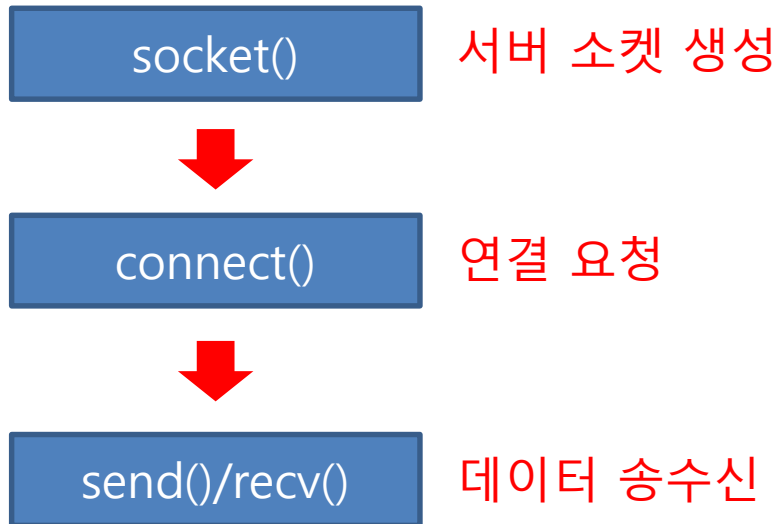 socket() 서버 소켓 생성
connect() 연결 요청
send()/recv() 데이터 송수신